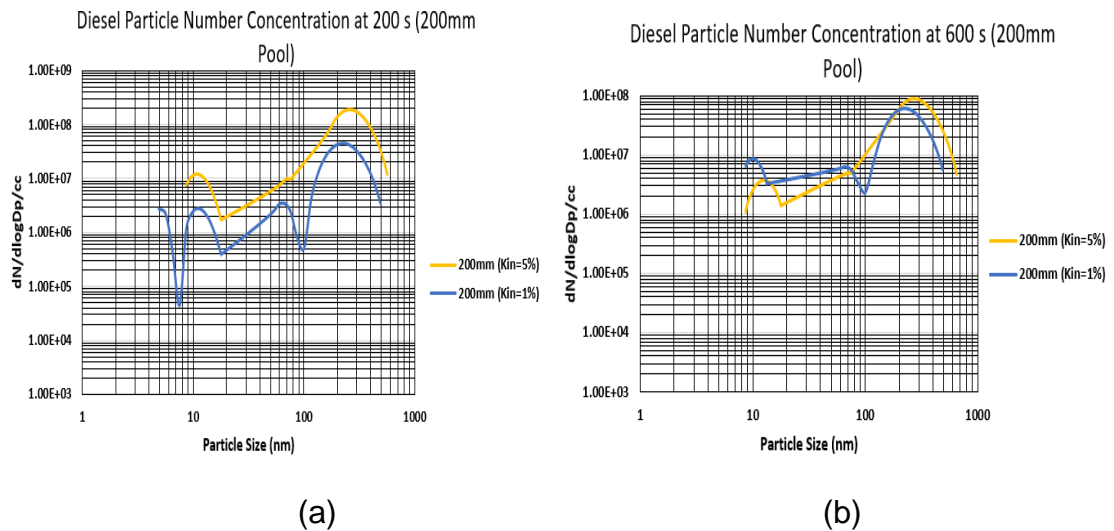 Diesel Particle Number Concentration at 200 s (200mm
Pool)
dN/dlogDp/cc
1.00E+09
1.00E+08
1.00E+07
1.00E+06
1.00E+05
1.00E+04
1.00E+03
1 10 100 1000
Particle Size (nm)
200mm (Kin=5%)
200mm (Kin=1%)
(a)
Diesel Particle Number Concentration at 600 s (200mm
Pool)
dN/dlogDp/cc
1.00E+08
1.00E+07
1.00E+06
1.00E+05
1.00E+04
1.00E+03
1 10 100 1000
Particle Size (nm)
200mm (Kin=5%)
200mm (Kin=1%)
(b)